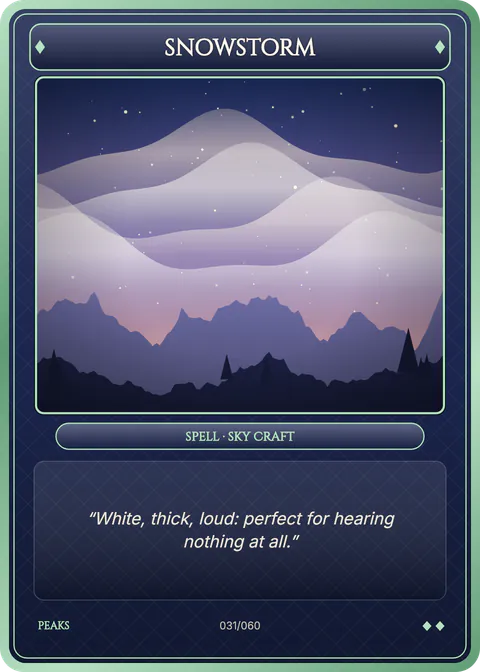 SNOWSTORM
SPELL · SKY CRAFT
“White, thick, loud: perfect for hearing
nothing at all.”
PEAKS
031/060